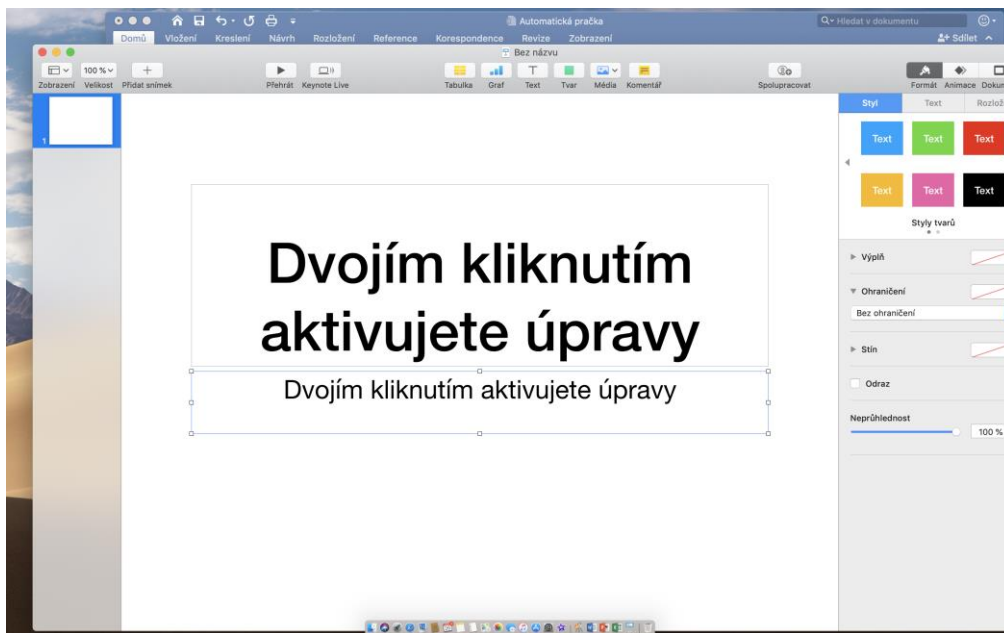 Automatická pračka
Hledat v dokumentu
Domů Vložení Kreslení Návrh Rozložení Reference Korespondence Revize Zobrazení
Sdílet
Bez názvu
100 %
Zobrazení Velikost Přidat snímek Přehrát Keynote Live Tabulka Graf Text Tvar Média Komentář Spolupracovat Formát Animace Dokum
Styl Text Rozlož
1
Text Text Text
Text Text Text
Styly tvarů
Výplň
Ohraničení
Bez ohraničení
Stín
Odraz
Neprůhlednost
100 %
Dvojím kliknutím
aktivujete úpravy
Dvojím kliknutím aktivujete úpravy